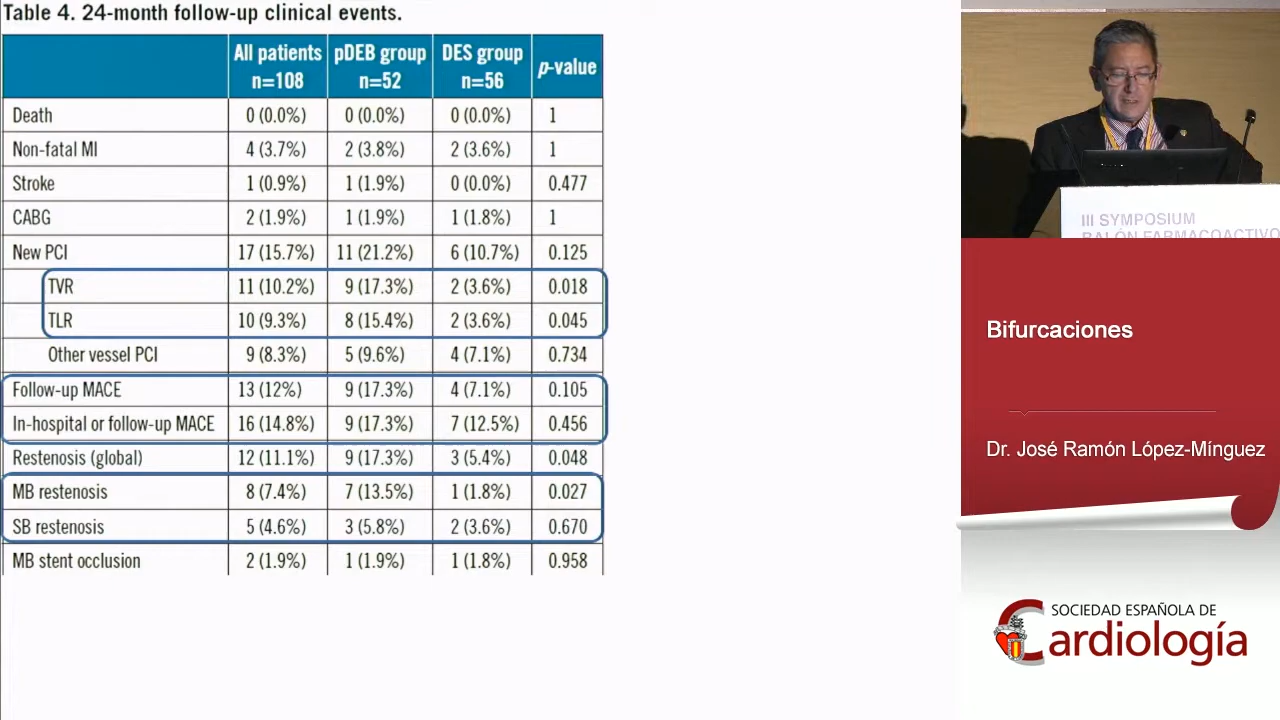 Table 4. 24-month follow-up clinical events.
All patients n=108 pDEB group n=52 DES group n=56 p-value
Death 0 (0.0%) 0 (0.0%) 0 (0.0%) 1
Non-fatal MI 4 (3.7%) 2 (3.8%) 2 (3.6%) 1
Stroke 1 (0.9%) 1 (1.9%) 0 (0.0%) 0.477
CABG 2 (1.9%) 1 (1.9%) 1 (1.8%) 1
New PCI 17 (15.7%) 11 (21.2%) 6 (10.7%) 0.125
TVR 11 (10.2%) 9 (17.3%) 2 (3.6%) 0.018
TLR 10 (9.3%) 8 (15.4%) 2 (3.6%) 0.045
Other vessel PCI 9 (8.3%) 5 (9.6%) 4 (7.1%) 0.734
Follow-up MACE 13 (12%) 9 (17.3%) 4 (7.1%) 0.105
In-hospital or follow-up MACE 16 (14.8%) 9 (17.3%) 7 (12.5%) 0.456
Restenosis (global) 12 (11.1%) 9 (17.3%) 3 (5.4%) 0.048
MB restenosis 8 (7.4%) 7 (13.5%) 1 (1.8%) 0.027
SB restenosis 5 (4.6%) 3 (5.8%) 2 (3.6%) 0.670
MB stent occlusion 2 (1.9%) 1 (1.9%) 1 (1.8%) 0.958
III SYMPOSIUM
BALÓN FARMACOACTIVO
Bifurcaciones
Dr. José Ramón López-Mínguez
SOCIEDAD ESPAÑOLA DE
Cardiología